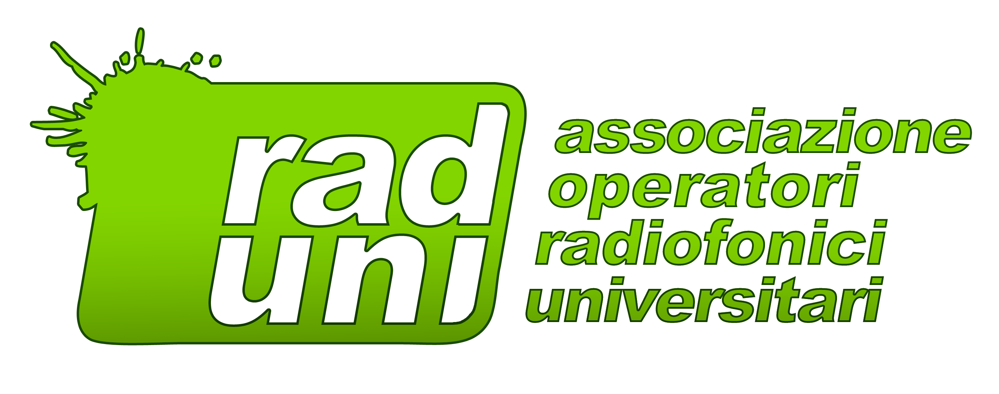 rad
uni
associazione
operatori
radiofonici
universitari